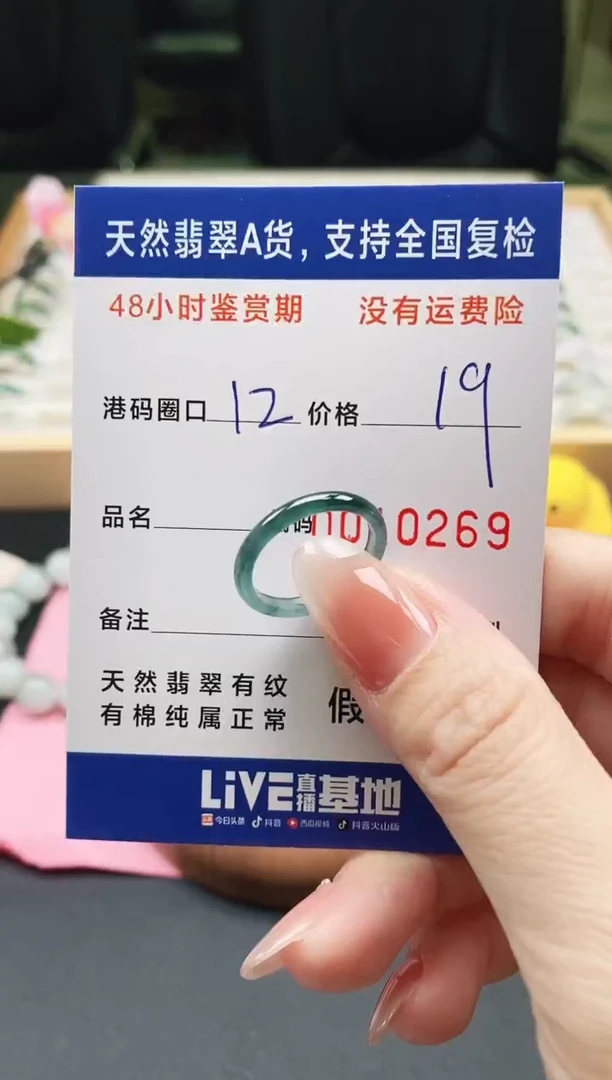 天然翡翠A货，支持全国复检
48小时鉴赏期 没有运费险
港码圈口 12 价格 19
品名 码 0269
备注
天然翡翠有纹
有棉纯属正常 假
LiVE直播基地
今日头条 抖音 西瓜视频 抖音火山版